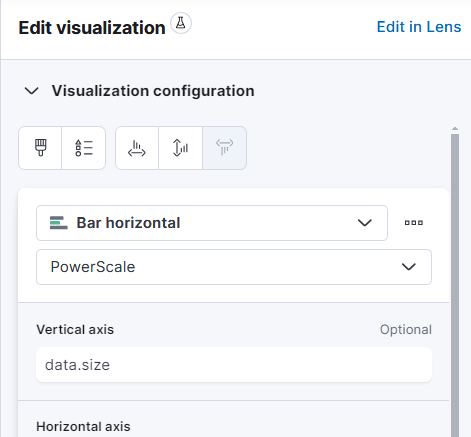 Edit visualization
Edit in Lens
Visualization configuration
Bar horizontal
PowerScale
Vertical axis
Optional
data.size
Horizontal axis